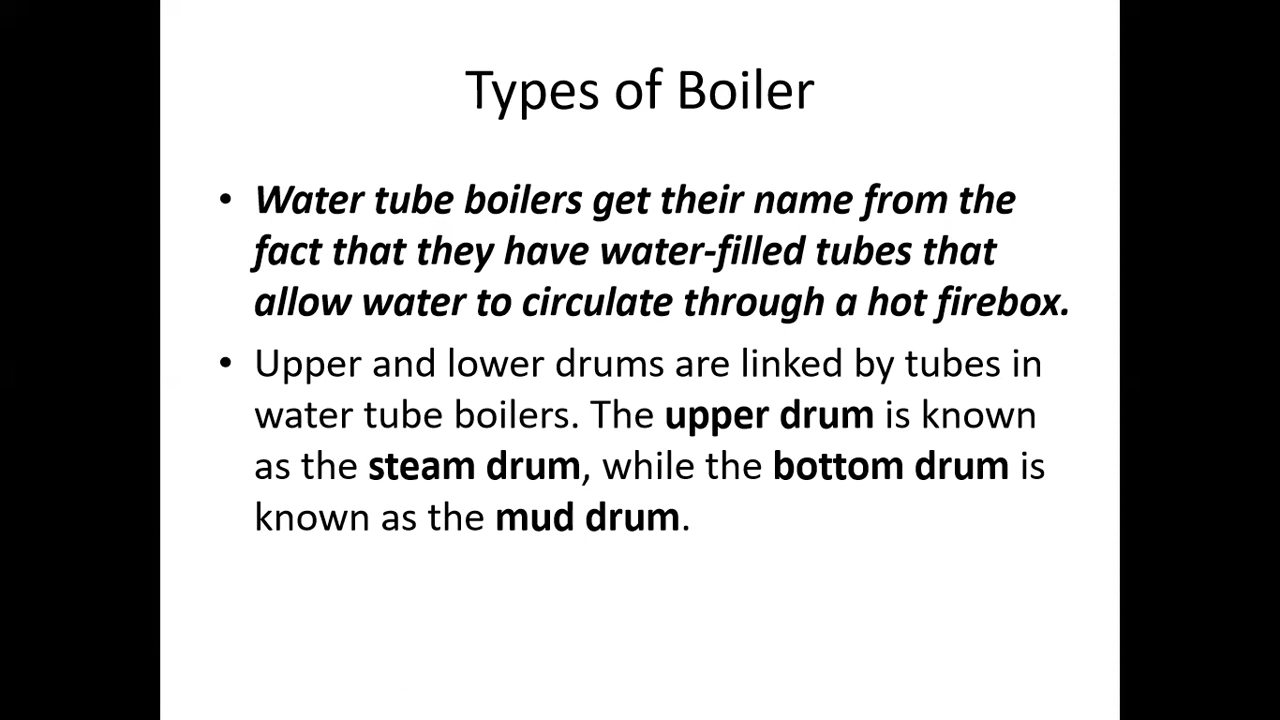 Types of Boiler
• Water tube boilers get their name from the
fact that they have water-filled tubes that
allow water to circulate through a hot firebox.
• Upper and lower drums are linked by tubes in
water tube boilers. The upper drum is known
as the steam drum, while the bottom drum is
known as the mud drum.